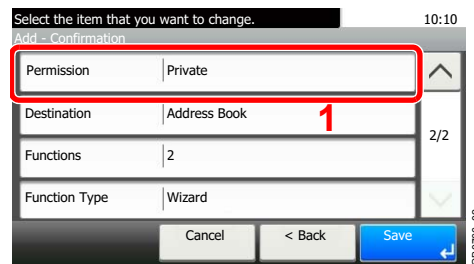 Select the item that you want to change.
10:10
Add - Confirmation
Permission Private
Destination Address Book
1
2/2
Functions 2
Function Type Wizard
Cancel < Back Save